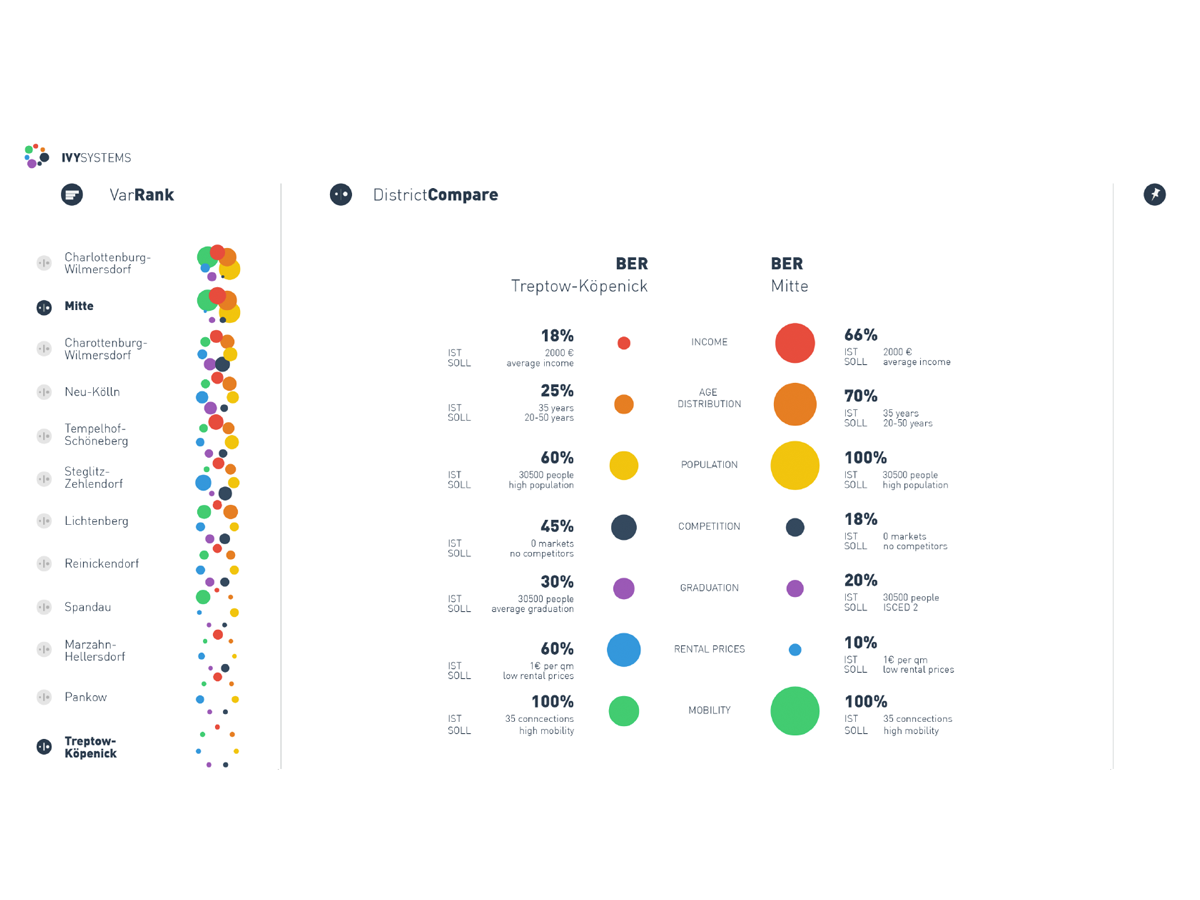 IVYSYSTEMS
VarRank
DistrictCompare
Charlottenburg-
Wilmersdorf
Mitte
Charottenburg-
Wilmersdorf
Neu-Kölln
Tempelhof-
Schöneberg
Steglitz-
Zehlendorf
Lichtenberg
Reinickendorf
Spandau
Marzahn-
Hellersdorf
Pankow
Treptow-
Köpenick
BER
Treptow-Köpenick
BER
Mitte
18%
IST 2000 €
SOLL average income
INCOME
66%
IST 2000 €
SOLL average income
25%
IST 35 years
SOLL 20-50 years
AGE
DISTRIBUTION
70%
IST 35 years
SOLL 20-50 years
60%
IST 30500 people
SOLL high population
POPULATION
100%
IST 30500 people
SOLL high population
45%
IST 0 markets
SOLL no competitors
COMPETITION
18%
IST 0 markets
SOLL no competitors
30%
IST 30500 people
SOLL average graduation
GRADUATION
20%
IST 30500 people
SOLL ISCED 2
60%
IST 1€ per qm
SOLL low rental prices
RENTAL PRICES
10%
IST 1€ per qm
SOLL low rental prices
100%
IST 35 conncections
SOLL high mobility
MOBILITY
100%
IST 35 conncections
SOLL high mobility